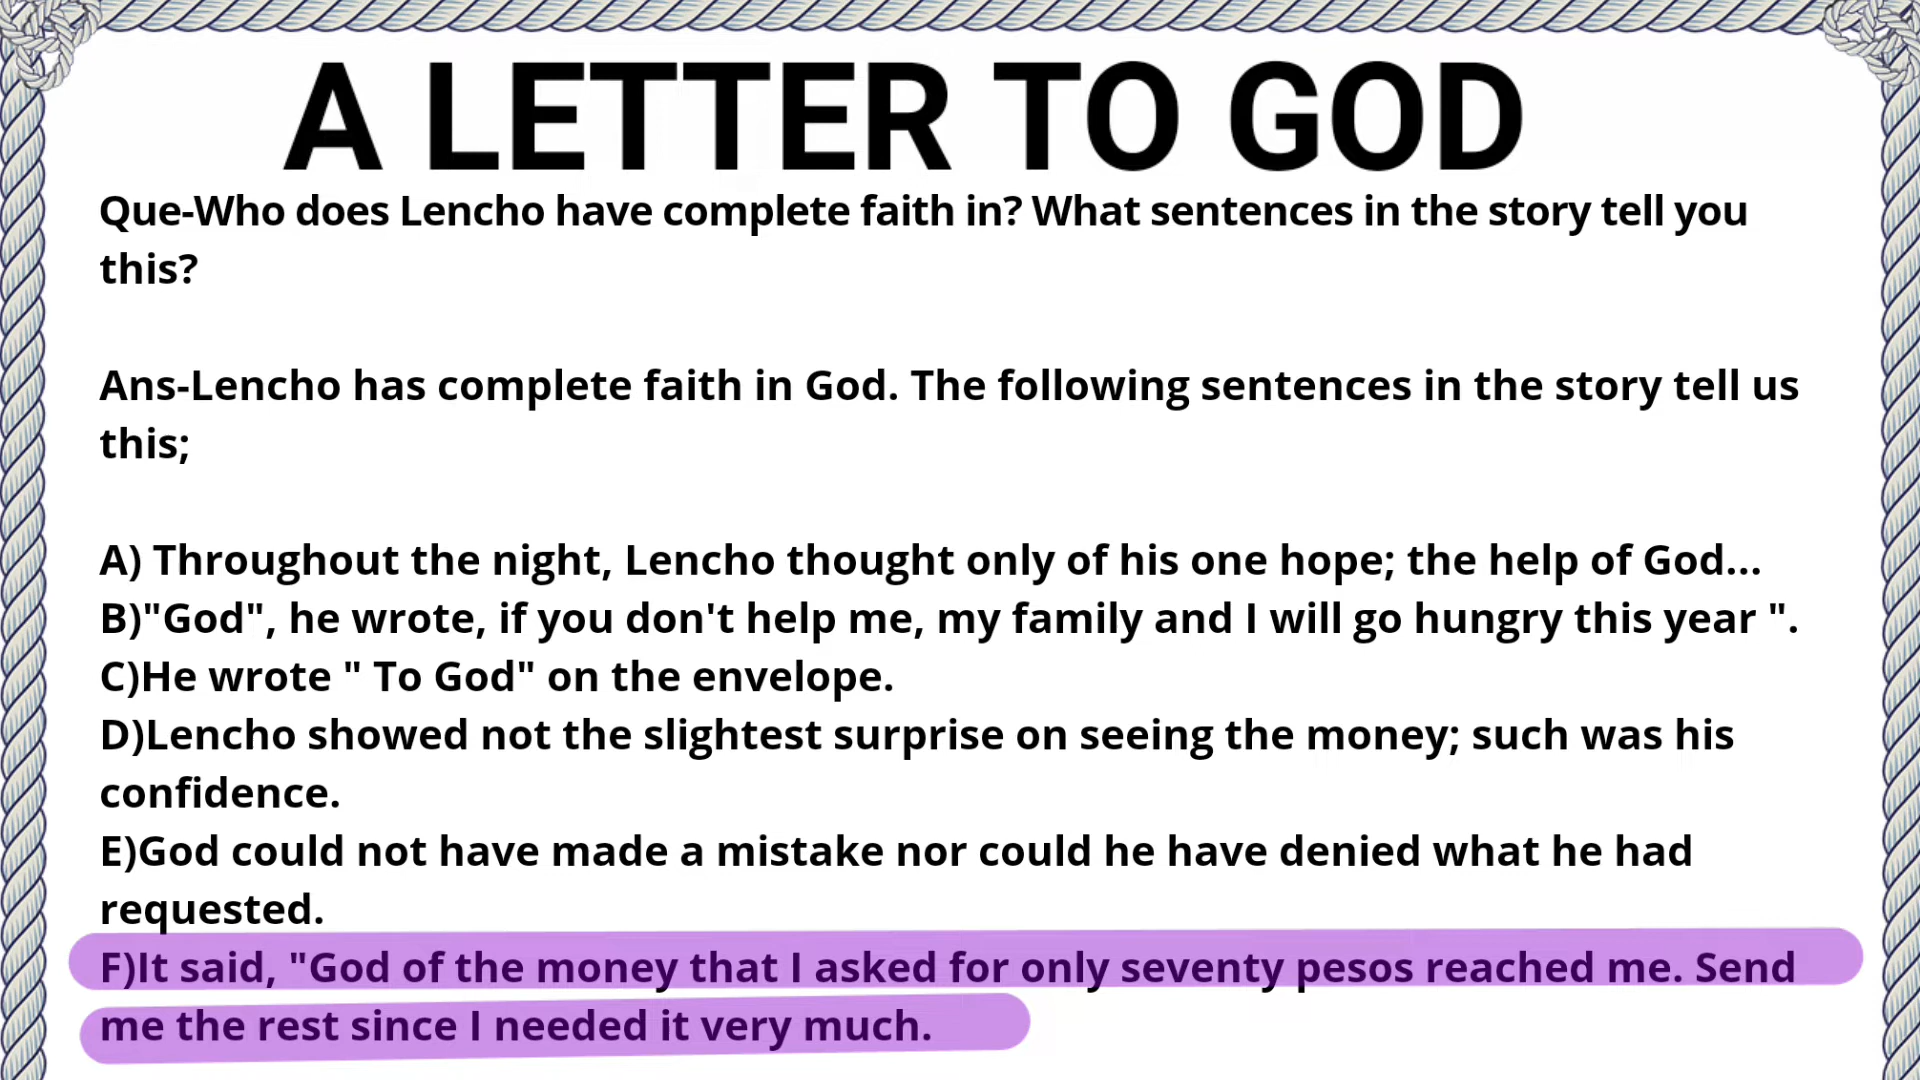 A LETTER TO GOD
Que-Who does Lencho have complete faith in? What sentences in the story tell you
this?
Ans-Lencho has complete faith in God. The following sentences in the story tell us
this;
A) Throughout the night, Lencho thought only of his one hope; the help of God...
B)"God", he wrote, if you don't help me, my family and I will go hungry this year ".
C)He wrote " To God" on the envelope.
D)Lencho showed not the slightest surprise on seeing the money; such was his
confidence.
E)God could not have made a mistake nor could he have denied what he had
requested.
F)It said, "God of the money that I asked for only seventy pesos reached me. Send
me the rest since I needed it very much.